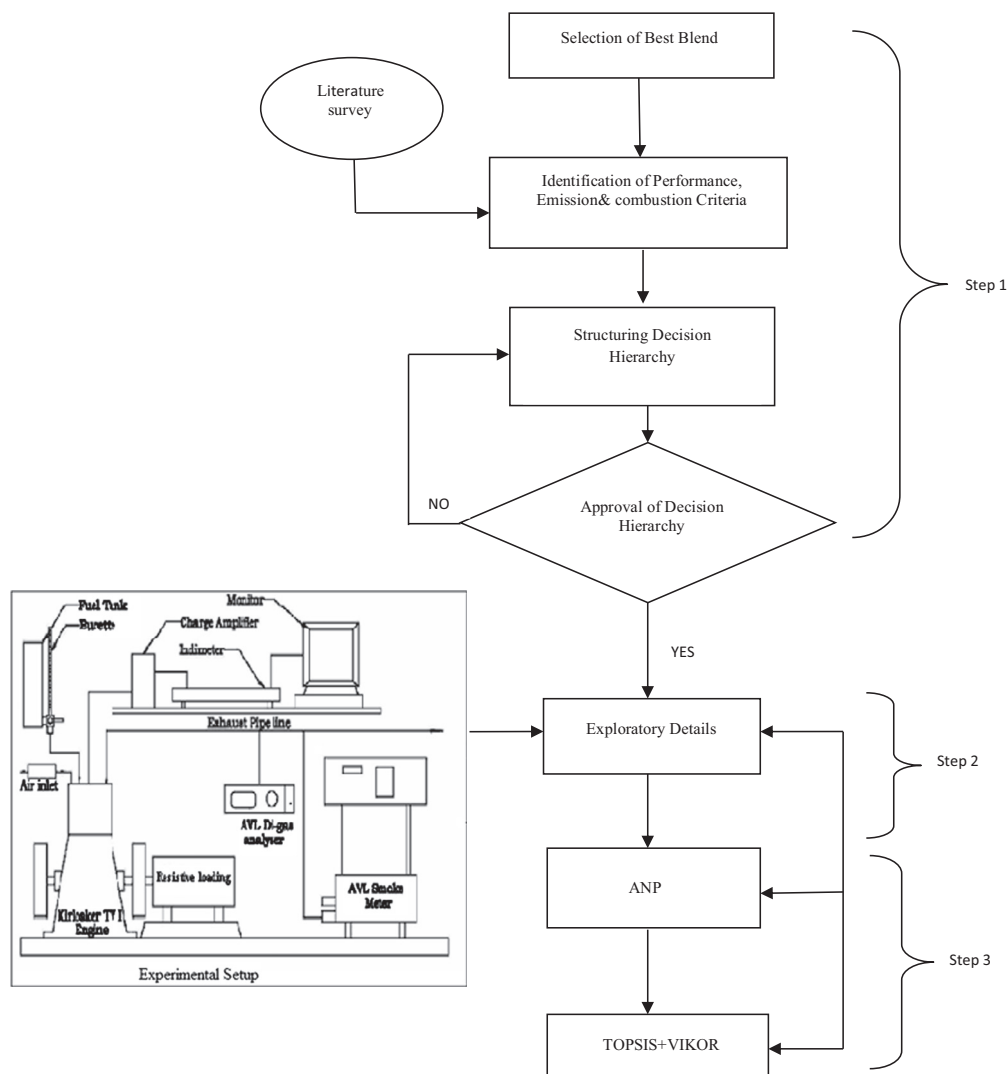 Selection of Best Blend
Literature
survey
Identification of Performance,
Emission& combustion Criteria
Step 1
Structuring Decision
Hierarchy
NO
Approval of Decision
Hierarchy
YES
Fuel Tank
Burett
Charge Amplifier
Monitor
Indimeter
Exhaust Pipe line
Air inlet
AVL Di-gas
analyser
Resistive loading
AVL Smoke
Meter
Engine
Experimental Setup
Exploratory Details
Step 2
ANP
Step 3
TOPSIS+VIKOR